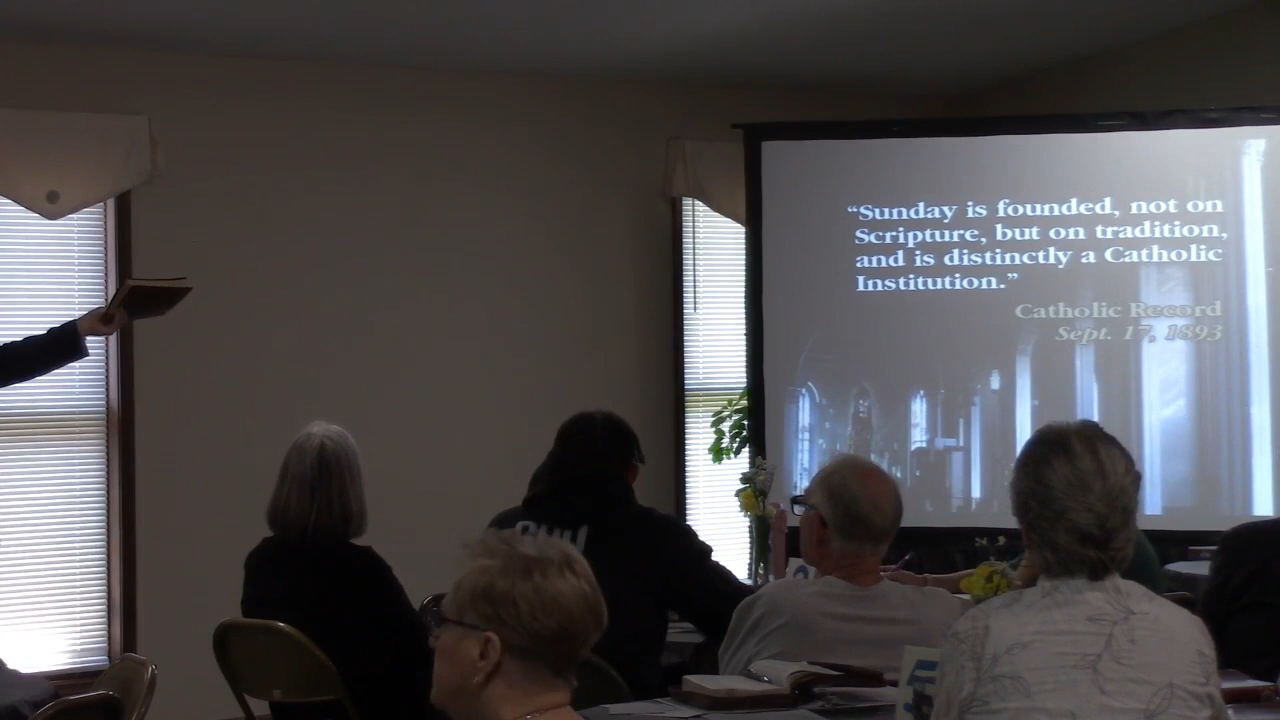 “Sunday is founded, not on
Scripture, but on tradition,
and is distinctly a Catholic
Institution.”
Catholic Record
Sept. 17, 1893